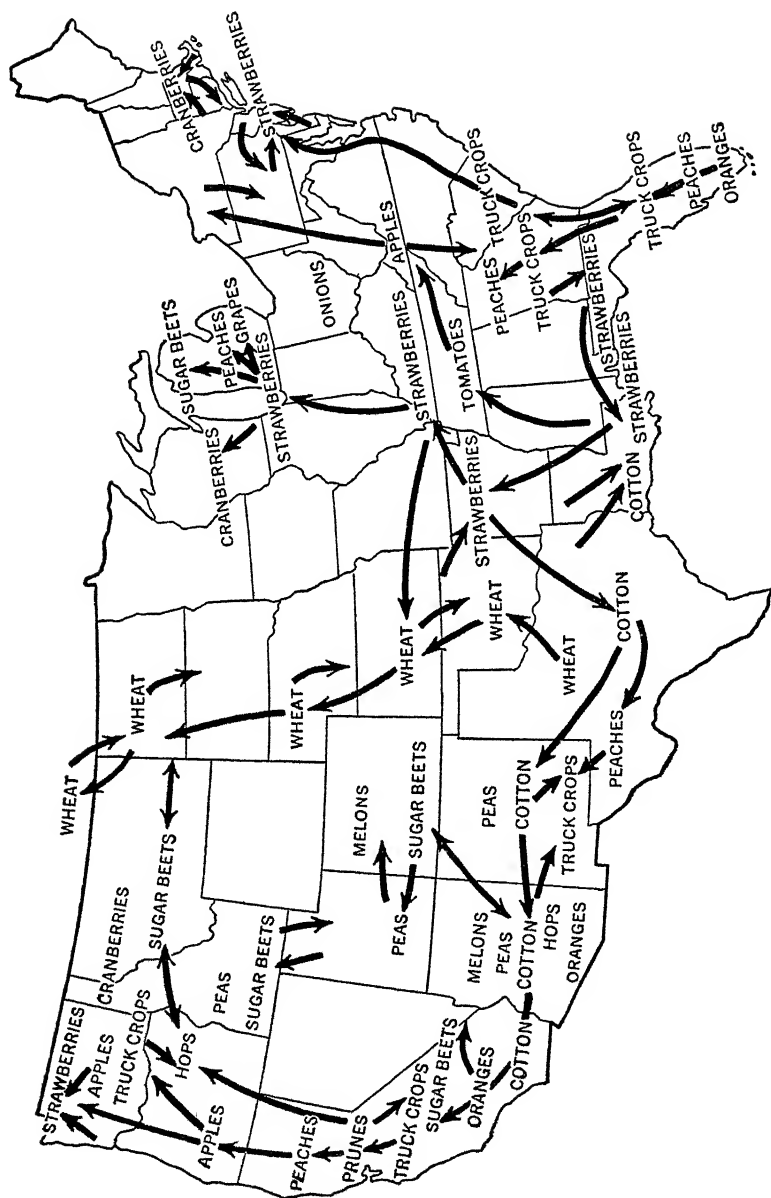 STRAWBERRIES
APPLES
TRUCK CROPS
HOPS
APPLES
PEACHES
PRUNES
TRUCK CROPS
TRUCK CROPS
SUGAR BEETS
ORANGES
COTTON
CRANBERRIES
SUGAR BEETS
PEAS
SUGAR BEETS
PEAS
MELONS
SUGAR BEETS
MELONS
PEAS
COTTON
HOPS
ORANGES
PEAS
COTTON
TRUCK CROPS
WHEAT
WHEAT
WHEAT
WHEAT
WHEAT
WHEAT
COTTON
PEACHES
STRAWBERRIES
COTTON
STRAWBERRIES
CRANBERRIES
STRAWBERRIES
SUGAR BEETS
PEACHES
GRAPES
ONIONS
STRAWBERRIES
TOMATOES
APPLES
STRAWBERRIES
PEACHES
TRUCK CROPS
TRUCK CROPS
TRUCK CROPS
PEACHES
ORANGES
CRANBERRIES
STRAWBERRIES